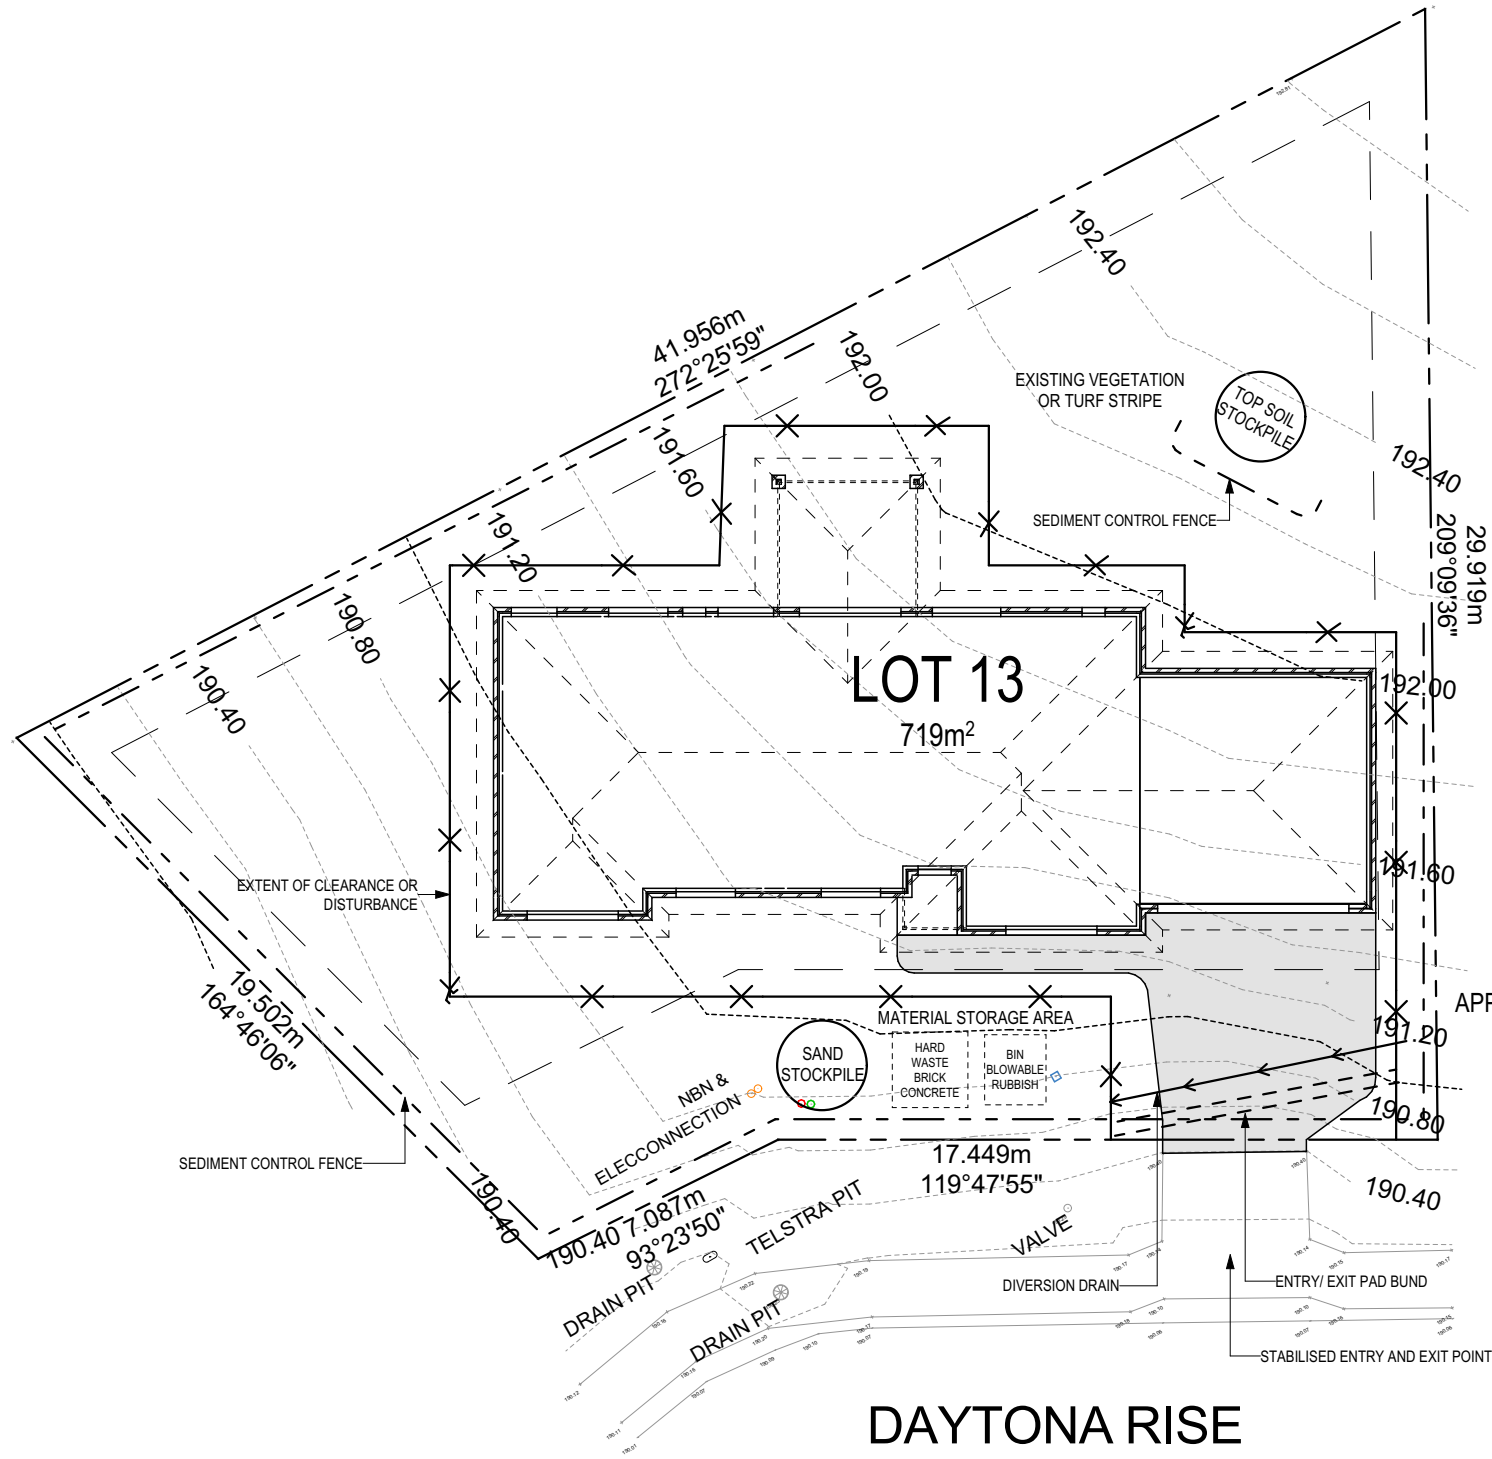 192.40
41.956m
272°25'59"
192.00
EXISTING VEGETATION
OR TURF STRIPE
TOP SOIL
STOCKPILE
191.60
192.40
191.20
SEDIMENT CONTROL FENCE
29.919m
209°09'36"
190.80
190.40
LOT 13
719m²
192.00
191.60
EXTENT OF CLEARANCE OR
DISTURBANCE
19.502m
164°46'06"
APP
MATERIAL STORAGE AREA
191.20
SAND
STOCKPILE
HARD
WASTE
BRICK
CONCRETE
BIN
BLOWABLE
RUBBISH
NBN &
ELECCONNECTION
190.80
SEDIMENT CONTROL FENCE
17.449m
119°47'55"
190.40
190.40
190.40
7.087m
93°23'50"
TELSTRA PIT
VALVE
DRAIN PIT
DRAIN PIT
DIVERSION DRAIN
ENTRY/ EXIT PAD BUND
STABILISED ENTRY AND EXIT POINT
DAYTONA RISE